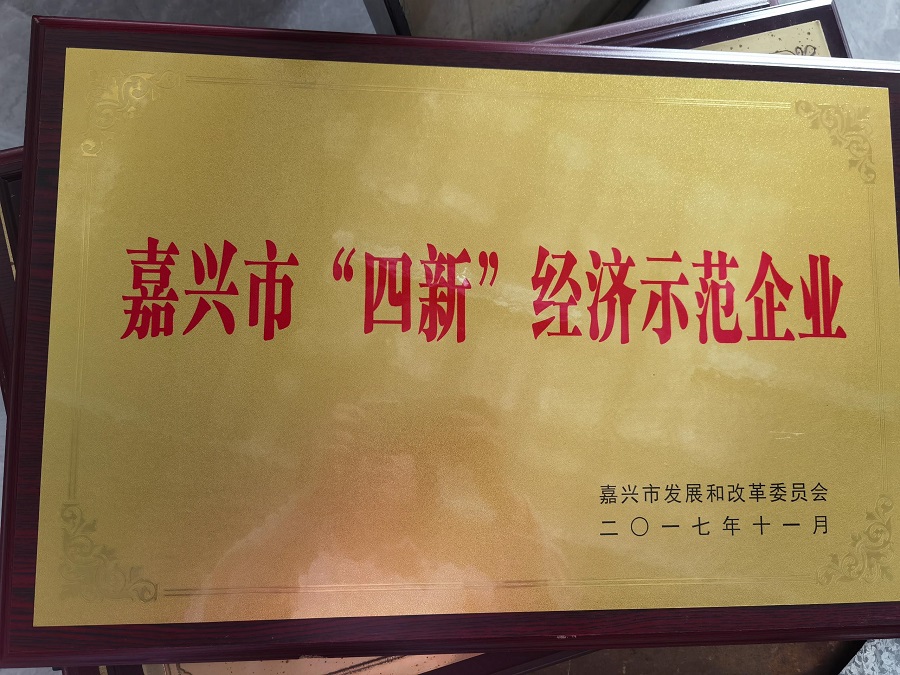 嘉兴市“四新”经济示范企业
嘉兴市发展和改革委员会
二〇一七年十一月